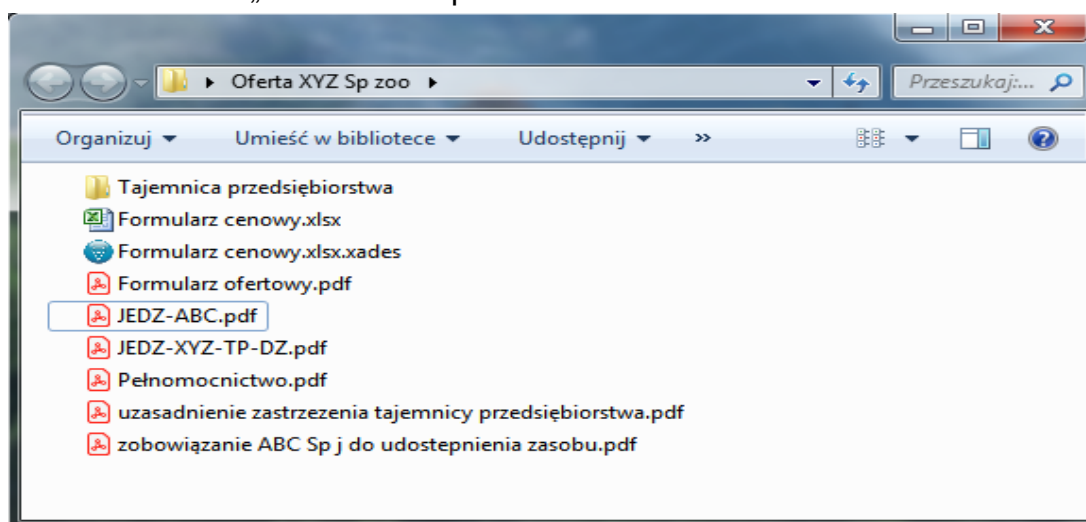 Oferta XYZ Sp zoo
Przeszukaj:...
Organizuj Umieść w bibliotece Udostępnij »
Tajemnica przedsiębiorstwa
Formularz cenowy.xlsx
Formularz cenowy.xlsx.xades
Formularz ofertowy.pdf
JEDZ-ABC.pdf
JEDZ-XYZ-TP-DZ.pdf
Pełnomocnictwo.pdf
uzasadnienie zastrzezenia tajemnicy przedsiębiorstwa.pdf
zobowiązanie ABC Sp j do udostepnienia zasobu.pdf